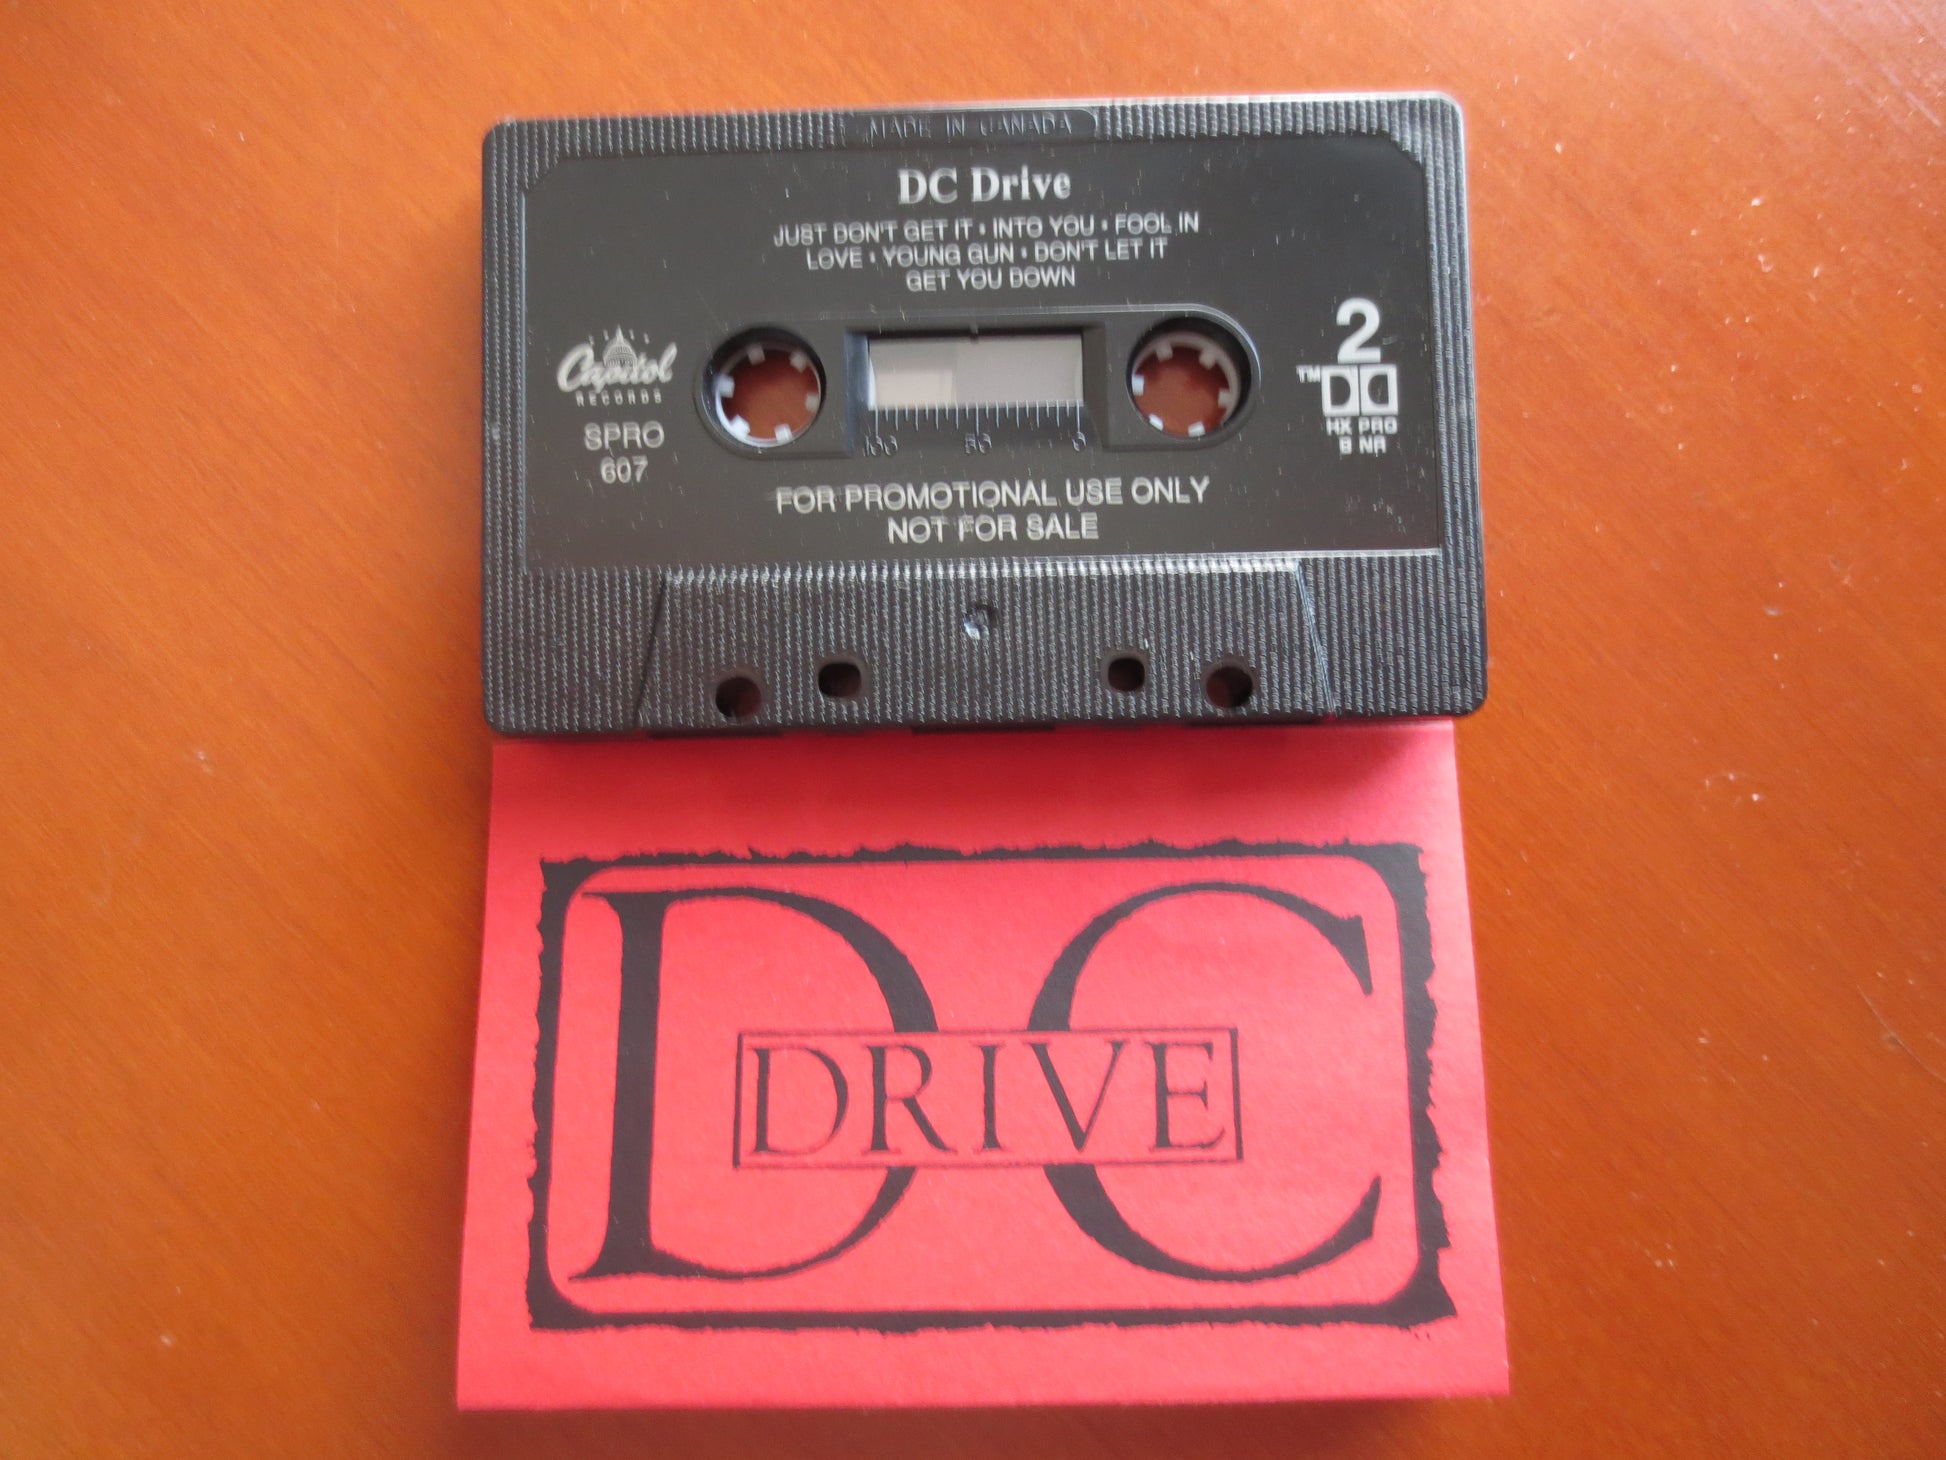 MADE IN CANADA
DC Drive
JUST DON'T GET IT • INTO YOU • FOOL IN
LOVE • YOUNG GUN • DON'T LET IT
GET YOU DOWN
Capitol
RECORDS
SPRO
607
2
TM
HX PRO
B NR
100 50 0
FOR PROMOTIONAL USE ONLY
NOT FOR SALE
DC
DRIVE